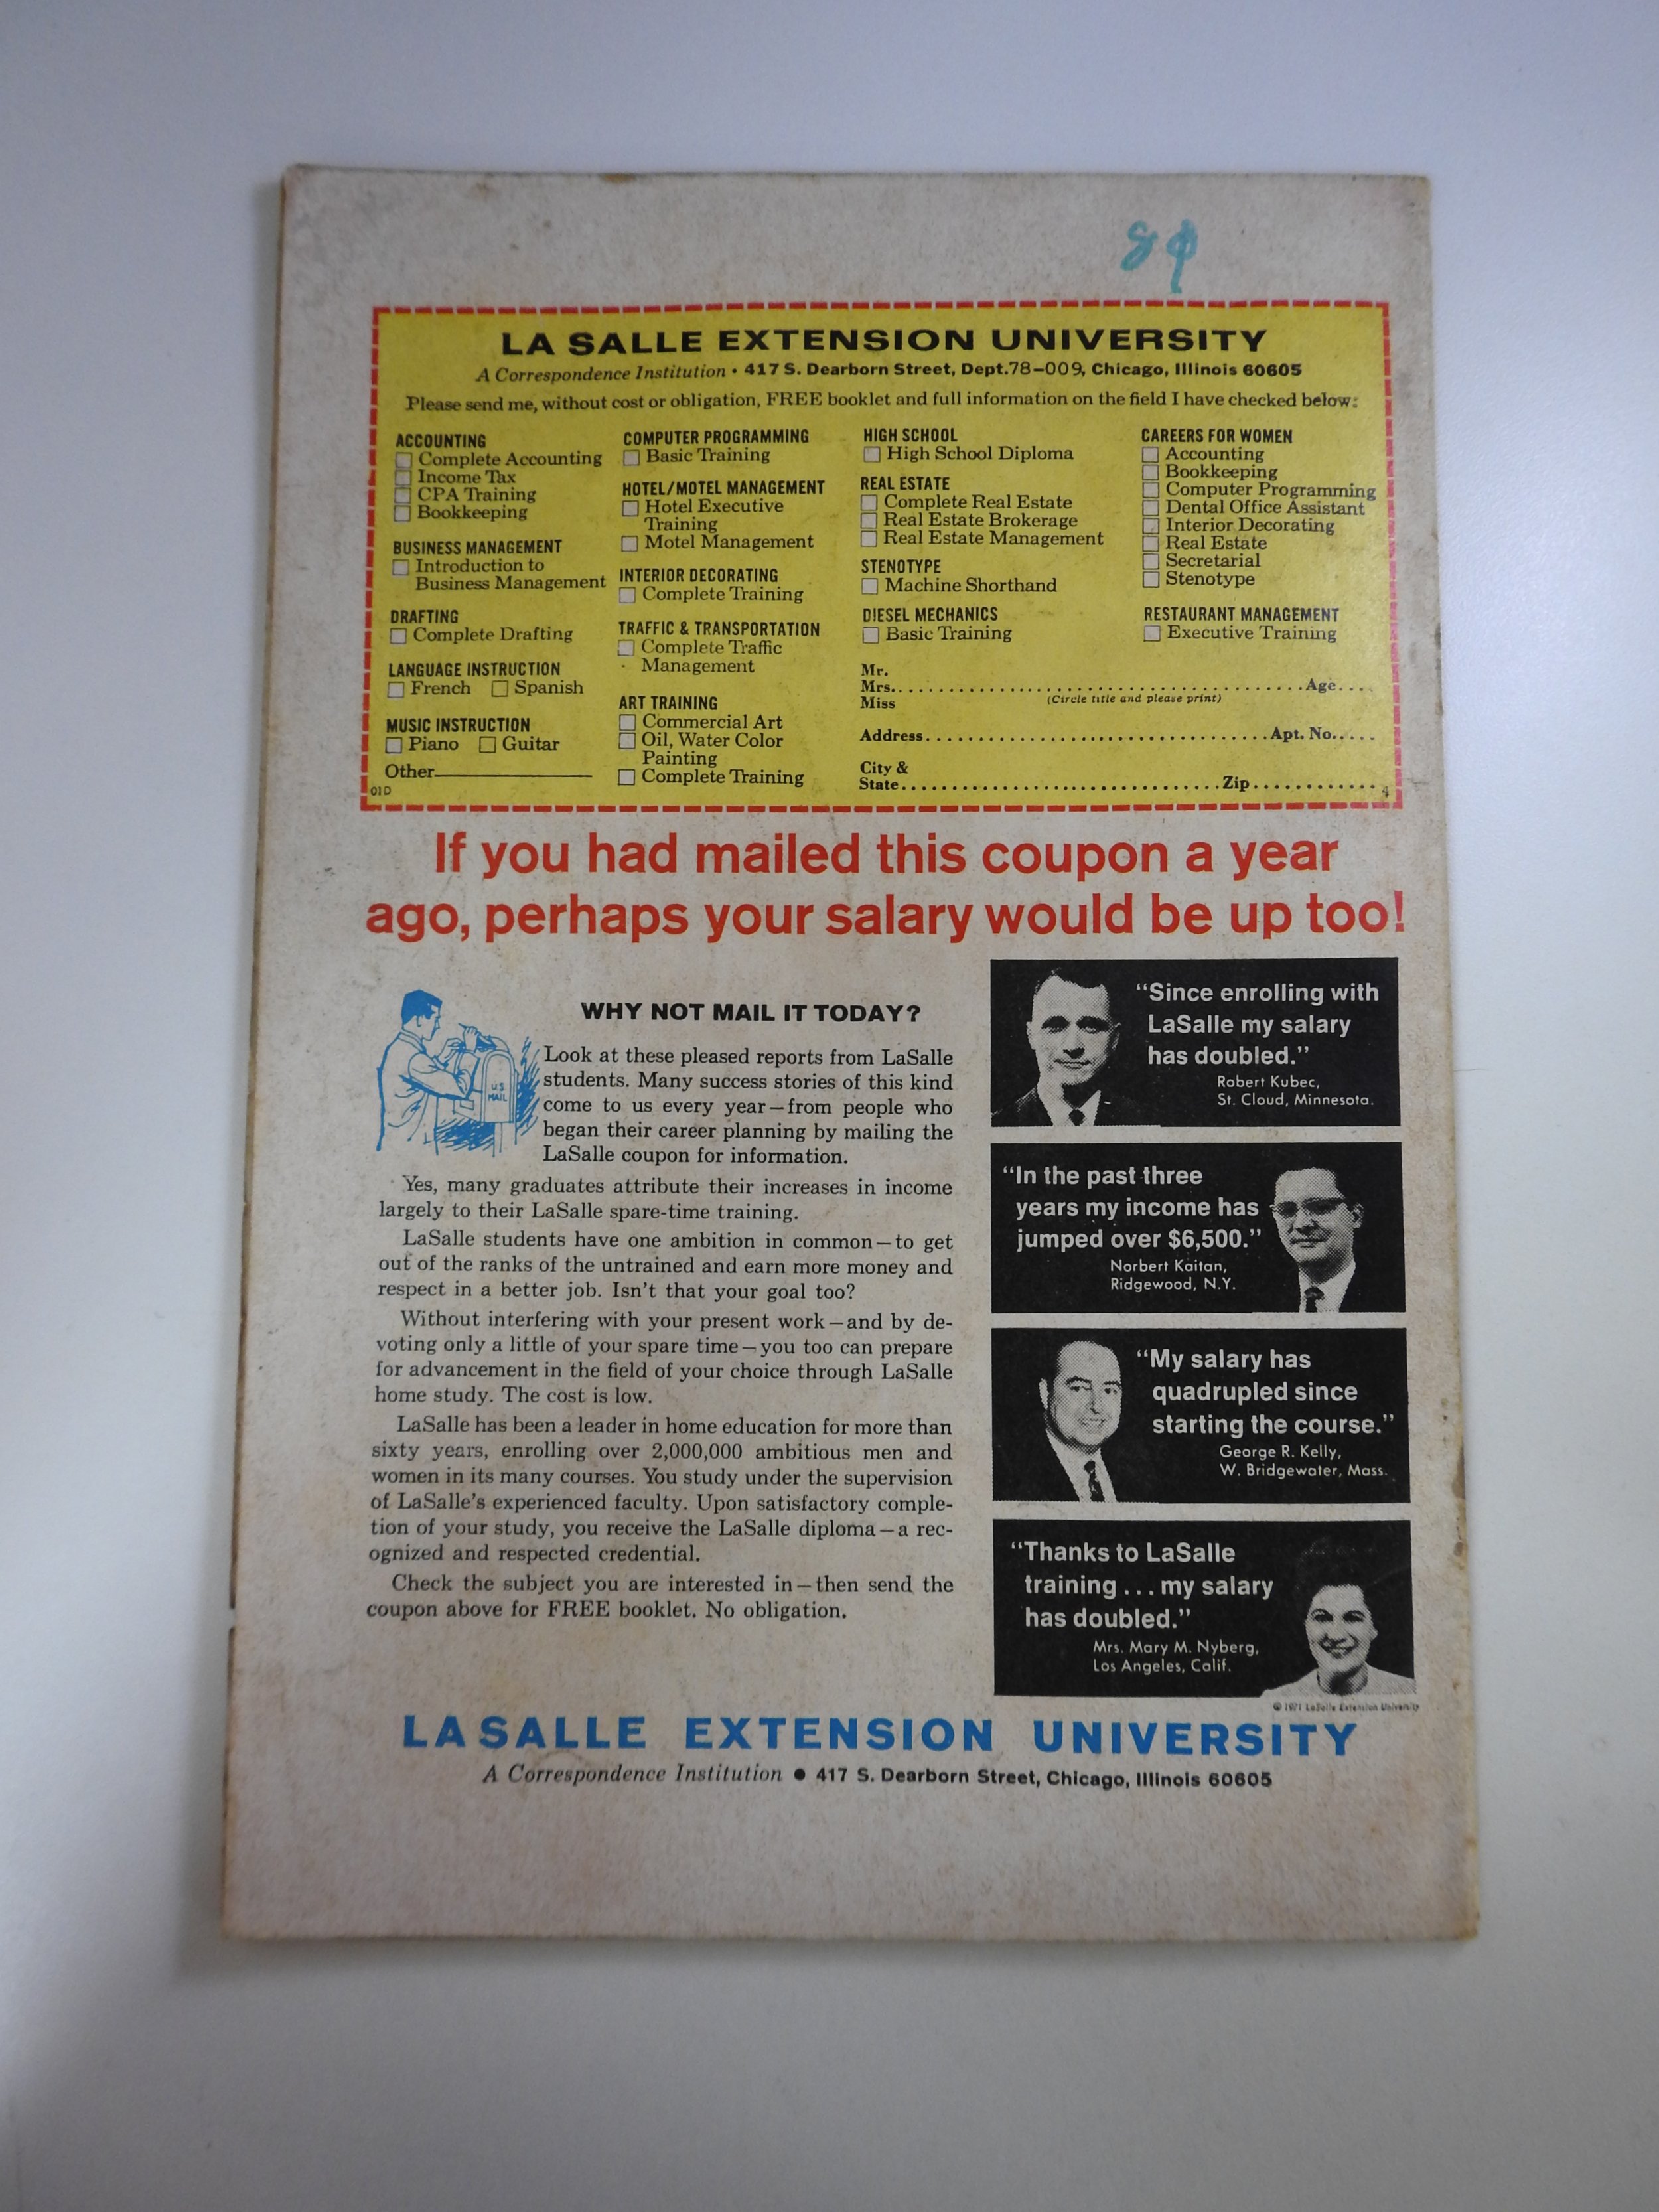 8¢
LA SALLE EXTENSION UNIVERSITY
A Correspondence Institution • 417 S. Dearborn Street, Dept.78-009, Chicago, Illinois 60605
Please send me, without cost or obligation, FREE booklet and full information on the field I have checked below:
ACCOUNTING
Complete Accounting
Income Tax
CPA Training
Bookkeeping
BUSINESS MANAGEMENT
Introduction to
Business Management
DRAFTING
Complete Drafting
LANGUAGE INSTRUCTION
French Spanish
MUSIC INSTRUCTION
Piano Guitar
Other
01D
COMPUTER PROGRAMMING
Basic Training
HOTEL/MOTEL MANAGEMENT
Hotel Executive
Training
Motel Management
INTERIOR DECORATING
Complete Training
TRAFFIC & TRANSPORTATION
Complete Traffic
Management
ART TRAINING
Commercial Art
Oil, Water Color
Painting
Complete Training
HIGH SCHOOL
High School Diploma
REAL ESTATE
Complete Real Estate
Real Estate Brokerage
Real Estate Management
STENOTYPE
Machine Shorthand
DIESEL MECHANICS
Basic Training
CAREERS FOR WOMEN
Accounting
Bookkeeping
Computer Programming
Dental Office Assistant
Interior Decorating
Real Estate
Secretarial
Stenotype
RESTAURANT MANAGEMENT
Executive Training
Mr.
Mrs. Age
Miss (Circle title and please print)
Address Apt. No.
City &
State Zip
4
If you had mailed this coupon a year
ago, perhaps your salary would be up too!
U S
MAIL
WHY NOT MAIL IT TODAY?
Look at these pleased reports from LaSalle
students. Many success stories of this kind
come to us every year—from people who
began their career planning by mailing the
LaSalle coupon for information.
Yes, many graduates attribute their increases in income
largely to their LaSalle spare-time training.
LaSalle students have one ambition in common—to get
out of the ranks of the untrained and earn more money and
respect in a better job. Isn't that your goal too?
Without interfering with your present work—and by de-
voting only a little of your spare time—you too can prepare
for advancement in the field of your choice through LaSalle
home study. The cost is low.
LaSalle has been a leader in home education for more than
sixty years, enrolling over 2,000,000 ambitious men and
women in its many courses. You study under the supervision
of LaSalle's experienced faculty. Upon satisfactory comple-
tion of your study, you receive the LaSalle diploma—a rec-
ognized and respected credential.
Check the subject you are interested in—then send the
coupon above for FREE booklet. No obligation.
"Since enrolling with
LaSalle my salary
has doubled."
Robert Kubec,
St. Cloud, Minnesota.
"In the past three
years my income has
jumped over $6,500."
Norbert Kaitan,
Ridgewood, N.Y.
"My salary has
quadrupled since
starting the course."
George R. Kelly,
W. Bridgewater, Mass.
"Thanks to LaSalle
training . . . my salary
has doubled."
Mrs. Mary M. Nyberg,
Los Angeles, Calif.
© 1971 LaSalle Extension University
LASALLE EXTENSION UNIVERSITY
A Correspondence Institution • 417 S. Dearborn Street, Chicago, Illinois 60605